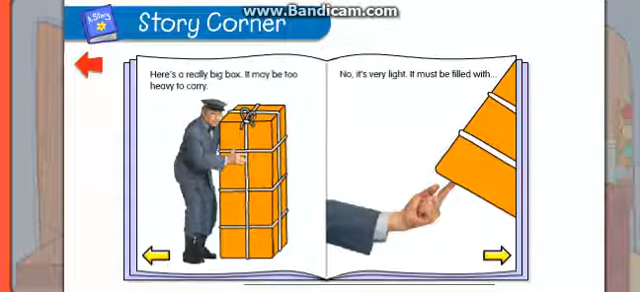 www.Bandicam.com
A Story
Story Corner
Here's a really big box. It may be too
heavy to carry.
No, it's very light. It must be filled with...